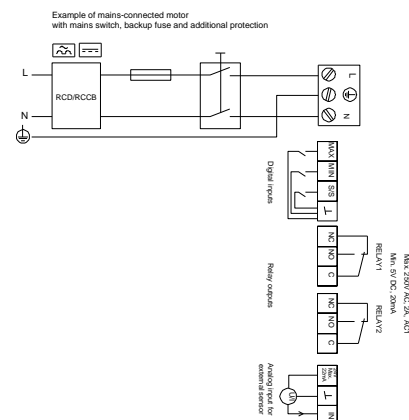 Example of mains-connected motor
with mains switch, backup fuse and additional protection
L
RCD/RCCB
N
L
N
MAX
MIN
S/S
Digital inputs
NC
NO
C
RELAY1
Max. 250V AC, 2A, AC1
Min. 5V DC, 20mA
Relay outputs
NC
NO
C
RELAY2
Max.
22mA
IN
U/I
Analog input for
external sensor